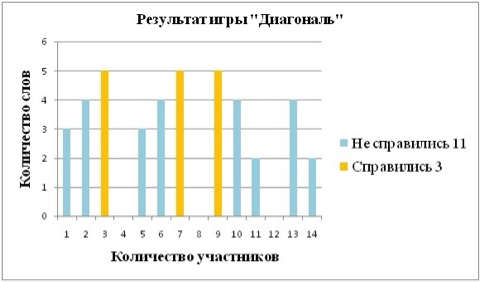 Результат игры "Диагональ"
Количество слов
6
5
4
3
2
1
0
1 2 3 4 5 6 7 8 9 10 11 12 13 14
Количество участников
Не справились 11
Справились 3